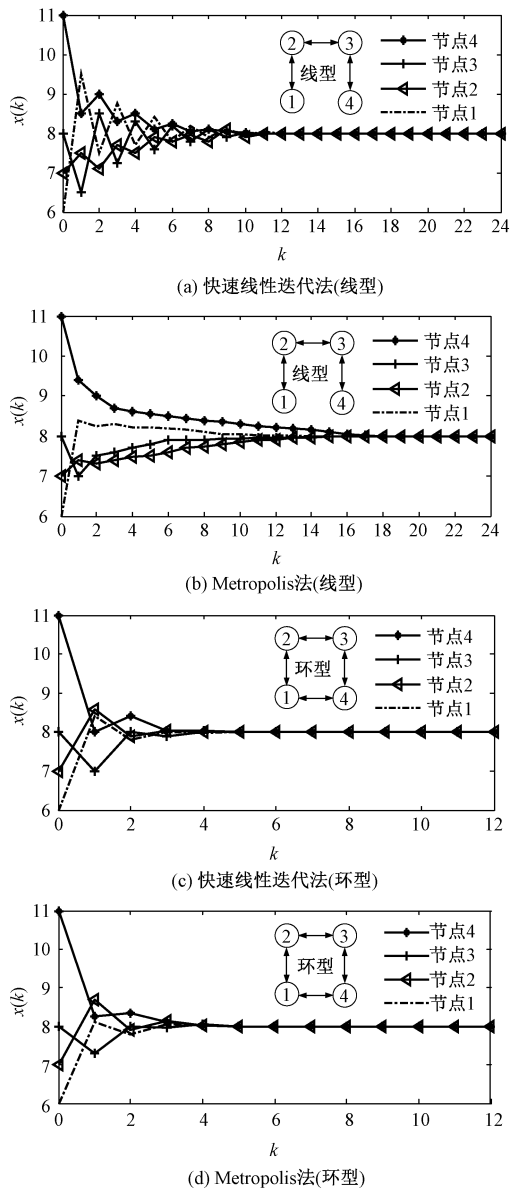 11
10
9
8
7
6
x(k)
2 3
线型
1 4
节点4
节点3
节点2
节点1
0 2 4 6 8 10 12 14 16 18 20 22 24
k
(a) 快速线性迭代法(线型)
11
10
9
8
7
6
x(k)
2 3
线型
1 4
节点4
节点3
节点2
节点1
0 2 4 6 8 10 12 14 16 18 20 22 24
k
(b) Metropolis法(线型)
11
10
9
8
7
6
x(k)
2 3
环型
1 4
节点4
节点3
节点2
节点1
0 2 4 6 8 10 12
k
(c) 快速线性迭代法(环型)
11
10
9
8
7
6
x(k)
2 3
环型
1 4
节点4
节点3
节点2
节点1
0 2 4 6 8 10 12
k
(d) Metropolis法(环型)